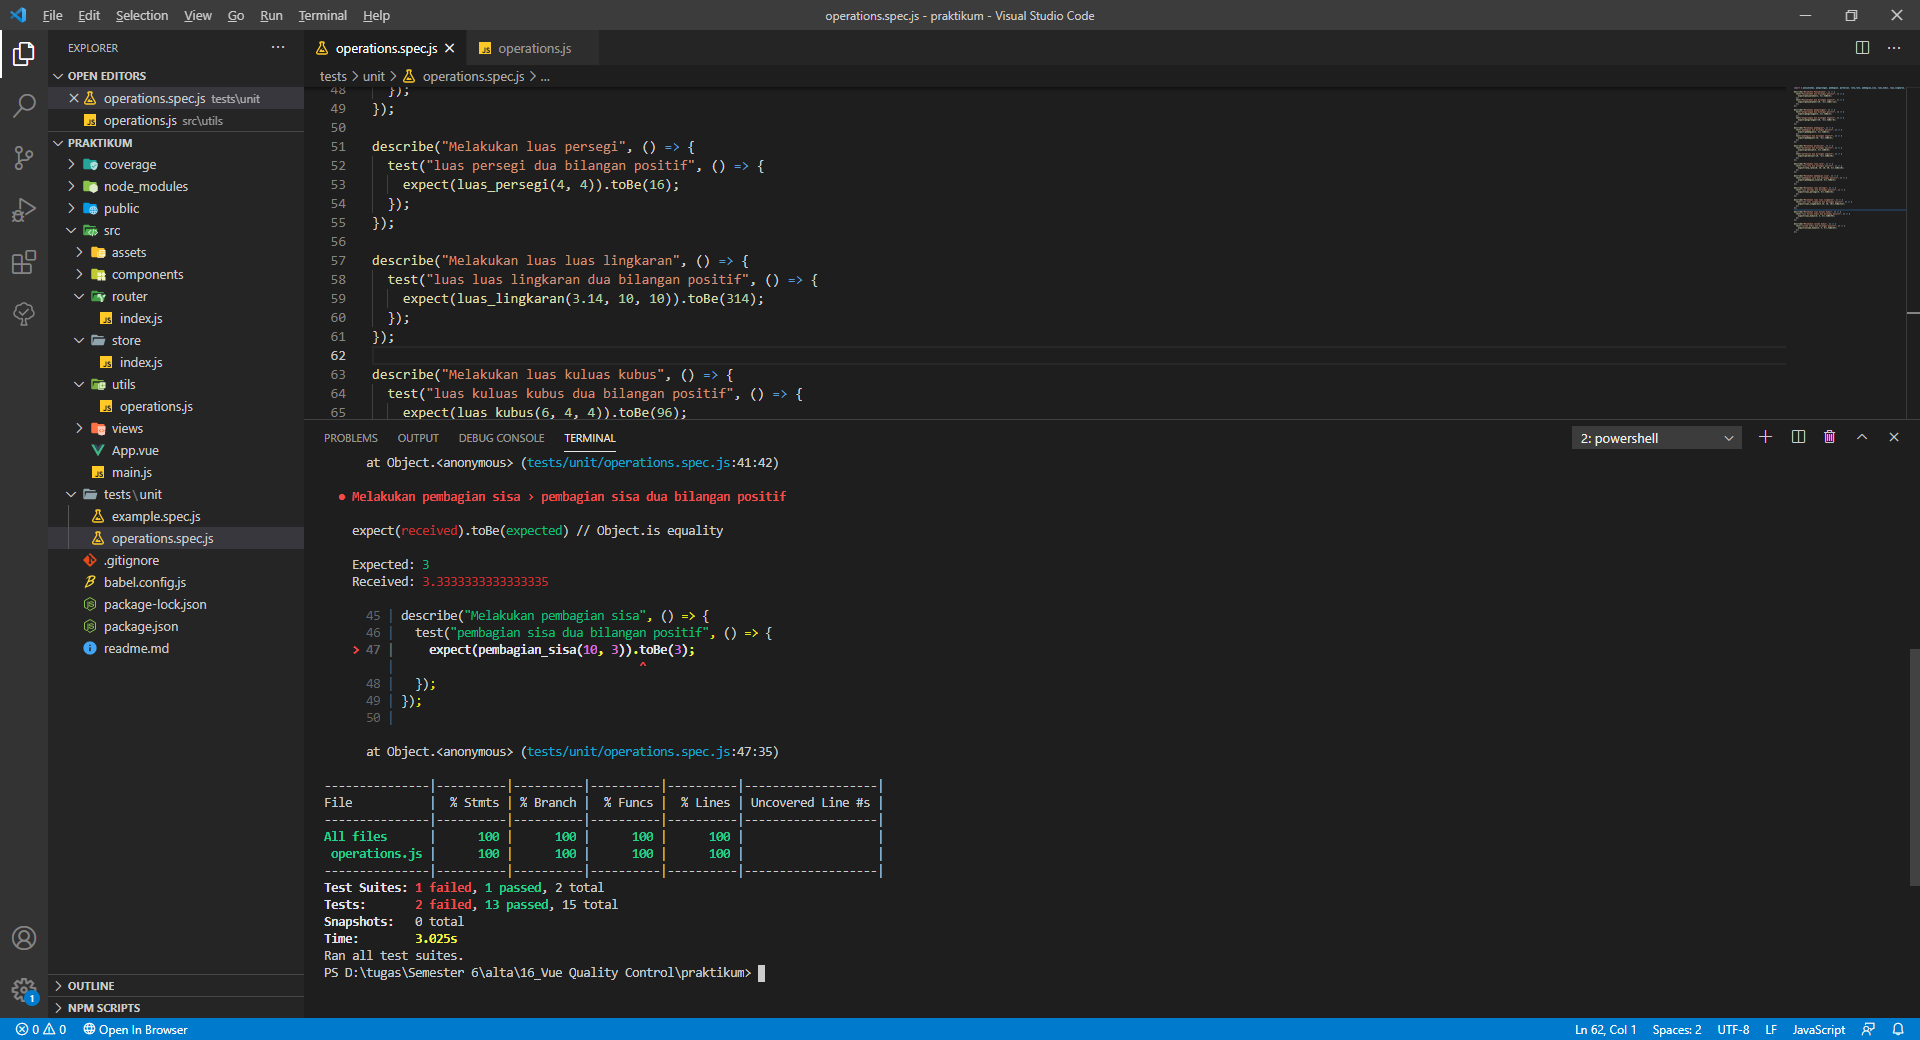 File Edit Selection View Go Run Terminal Help
operations.spec.js - praktikum - Visual Studio Code
EXPLORER
OPEN EDITORS
operations.spec.js tests\unit
operations.js src\utils
PRAKTIKUM
coverage
node_modules
public
src
assets
components
router
index.js
store
index.js
utils
operations.js
views
App.vue
main.js
tests\unit
example.spec.js
operations.spec.js
.gitignore
babel.config.js
package-lock.json
package.json
readme.md
OUTLINE
NPM SCRIPTS
operations.spec.js operations.js
tests > unit > operations.spec.js > ...
48 });
49 });
50
51 describe("Melakukan luas persegi", () => {
52 test("luas persegi dua bilangan positif", () => {
53 expect(luas_persegi(4, 4)).toBe(16);
54 });
55 });
56
57 describe("Melakukan luas luas lingkaran", () => {
58 test("luas luas lingkaran dua bilangan positif", () => {
59 expect(luas_lingkaran(3.14, 10, 10)).toBe(314);
60 });
61 });
62
63 describe("Melakukan luas kuluas kubus", () => {
64 test("luas kuluas kubus dua bilangan positif", () => {
65 expect(luas_kubus(6, 4, 4)).toBe(96);
PROBLEMS OUTPUT DEBUG CONSOLE TERMINAL
2: powershell
at Object.<anonymous> (tests/unit/operations.spec.js:41:42)
● Melakukan pembagian sisa › pembagian sisa dua bilangan positif
expect(received).toBe(expected) // Object.is equality
Expected: 3
Received: 3.3333333333333335
45 | describe("Melakukan pembagian sisa", () => {
46 | test("pembagian sisa dua bilangan positif", () => {
> 47 | expect(pembagian_sisa(10, 3)).toBe(3);
| ^
48 | });
49 | });
50 |
at Object.<anonymous> (tests/unit/operations.spec.js:47:35)
---------------|----------|----------|----------|----------|-------------------|
File | % Stmts | % Branch | % Funcs | % Lines | Uncovered Line #s |
---------------|----------|----------|----------|----------|-------------------|
All files | 100 | 100 | 100 | 100 | |
operations.js | 100 | 100 | 100 | 100 | |
---------------|----------|----------|----------|----------|-------------------|
Test Suites: 1 failed, 1 passed, 2 total
Tests: 2 failed, 13 passed, 15 total
Snapshots: 0 total
Time: 3.025s
Ran all test suites.
PS D:\tugas\Semester 6\alta\16_Vue Quality Control\praktikum>
1
0 0 Open In Browser
Ln 62, Col 1 Spaces: 2 UTF-8 LF JavaScript